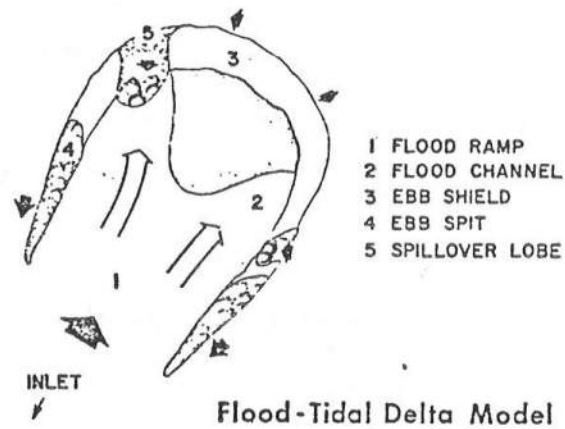 5
3
4
2
1
1 FLOOD RAMP
2 FLOOD CHANNEL
3 EBB SHIELD
4 EBB SPIT
5 SPILLOVER LOBE
INLET
Flood-Tidal Delta Model